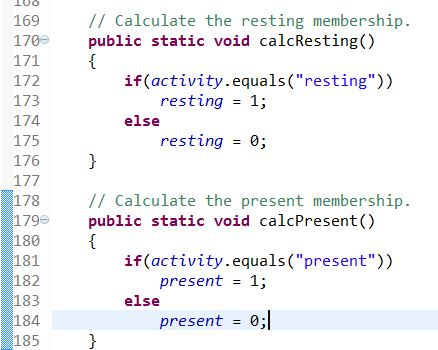 168
169 // Calculate the resting membership.
170 public static void calcResting()
171 {
172 if(activity.equals("resting"))
173 resting = 1;
174 else
175 resting = 0;
176 }
177
178 // Calculate the present membership.
179 public static void calcPresent()
180 {
181 if(activity.equals("present"))
182 present = 1;
183 else
184 present = 0;
185 }